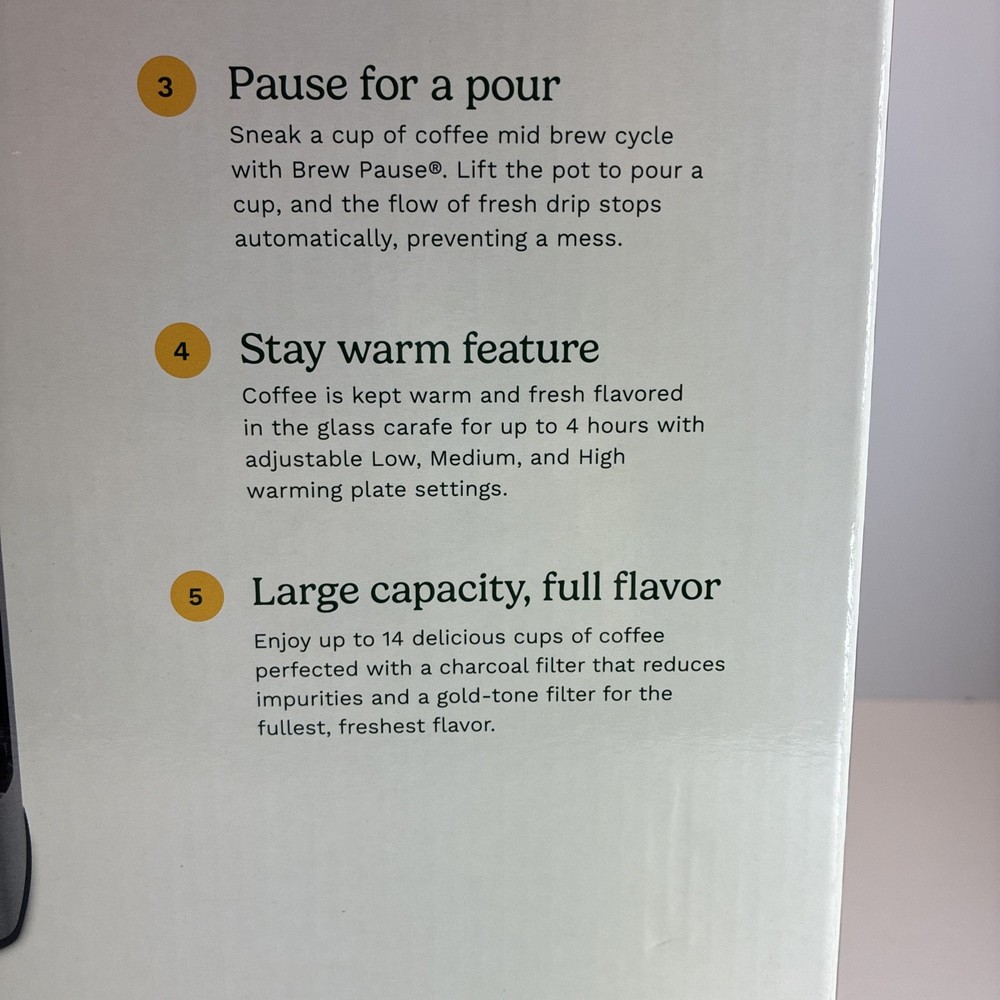 3 Pause for a pour
Sneak a cup of coffee mid brew cycle
with Brew Pause®. Lift the pot to pour a
cup, and the flow of fresh drip stops
automatically, preventing a mess.
4 Stay warm feature
Coffee is kept warm and fresh flavored
in the glass carafe for up to 4 hours with
adjustable Low, Medium, and High
warming plate settings.
5 Large capacity, full flavor
Enjoy up to 14 delicious cups of coffee
perfected with a charcoal filter that reduces
impurities and a gold-tone filter for the
fullest, freshest flavor.